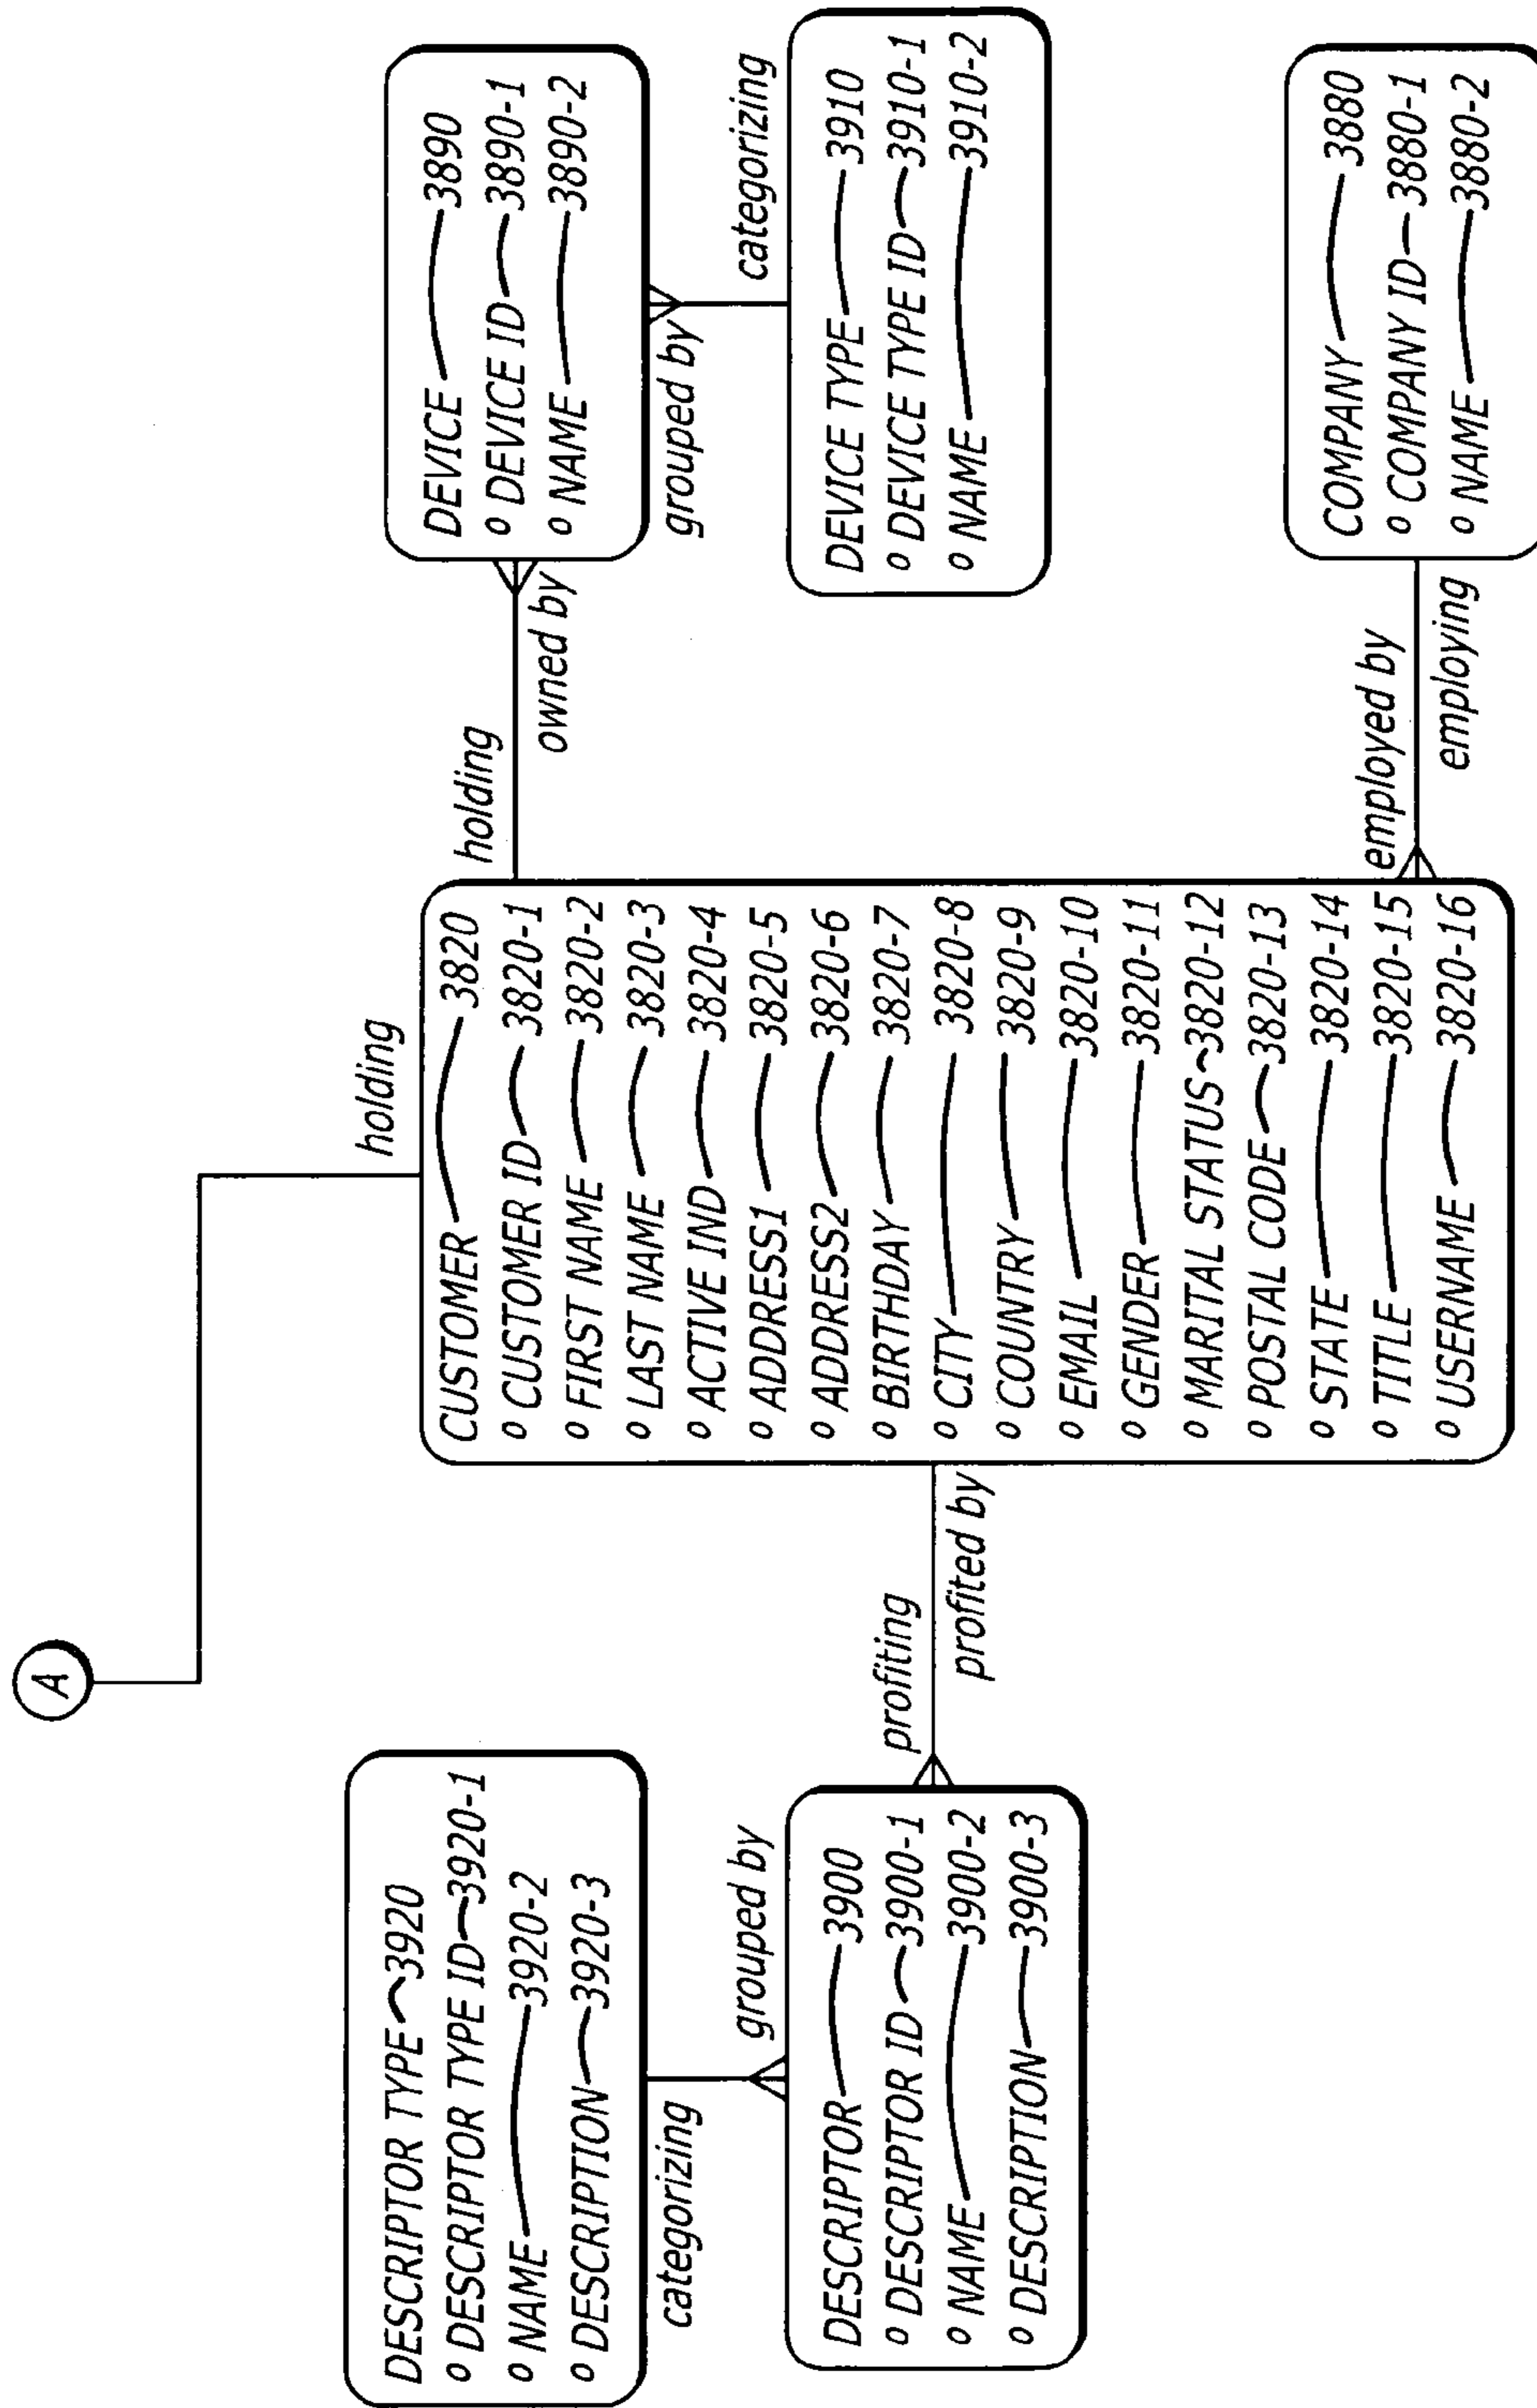 A
holding
DESCRIPTOR TYPE 3920
o DESCRIPTOR TYPE ID 3920-1
o NAME 3920-2
o DESCRIPTION 3920-3
categorizing
grouped by
DESCRIPTOR 3900
o DESCRIPTOR ID 3900-1
o NAME 3900-2
o DESCRIPTION 3900-3
profiting
profited by
CUSTOMER 3820
o CUSTOMER ID 3820-1
o FIRST NAME 3820-2
o LAST NAME 3820-3
o ACTIVE IND 3820-4
o ADDRESS1 3820-5
o ADDRESS2 3820-6
o BIRTHDAY 3820-7
o CITY 3820-8
o COUNTRY 3820-9
o EMAIL 3820-10
o GENDER 3820-11
o MARITAL STATUS 3820-12
o POSTAL CODE 3820-13
o STATE 3820-14
o TITLE 3820-15
o USERNAME 3820-16
holding
owned by
DEVICE 3890
o DEVICE ID 3890-1
o NAME 3890-2
grouped by
categorizing
DEVICE TYPE 3910
o DEVICE TYPE ID 3910-1
o NAME 3910-2
employed by
employing
COMPANY 3880
o COMPANY ID 3880-1
o NAME 3880-2